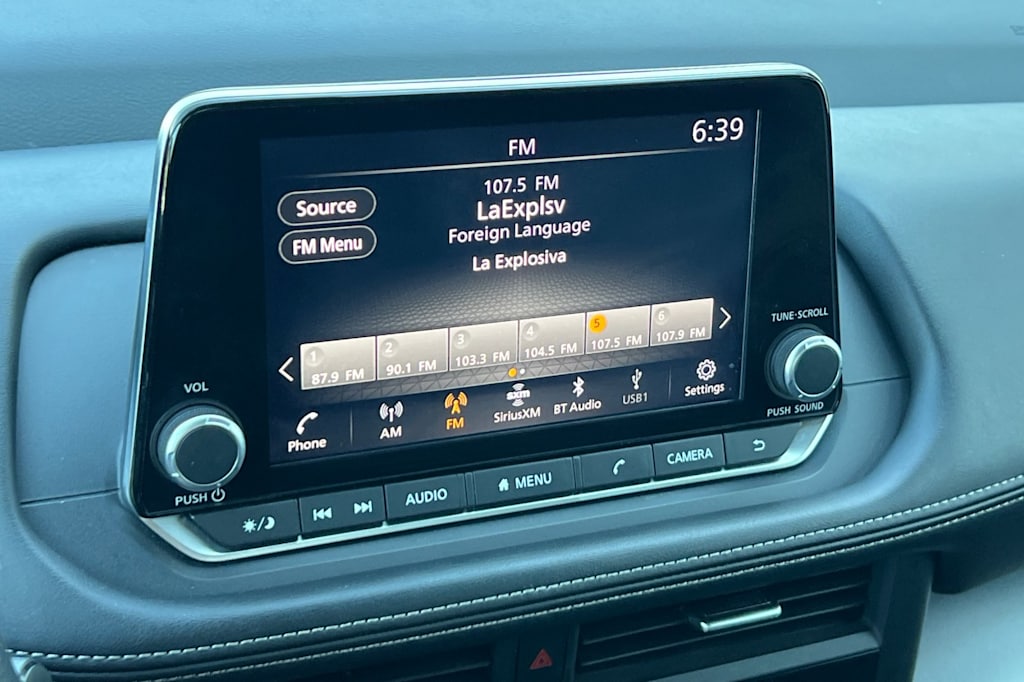 6:39
FM
107.5 FM
LaExplsv
Foreign Language
La Explosiva
Source
FM Menu
1
87.9 FM
2
90.1 FM
3
103.3 FM
4
104.5 FM
5
107.5 FM
6
107.9 FM
Phone
AM
FM
sxm
SiriusXM
BT Audio
USB1
Settings
VOL
PUSH
TUNE·SCROLL
PUSH SOUND
AUDIO
MENU
CAMERA